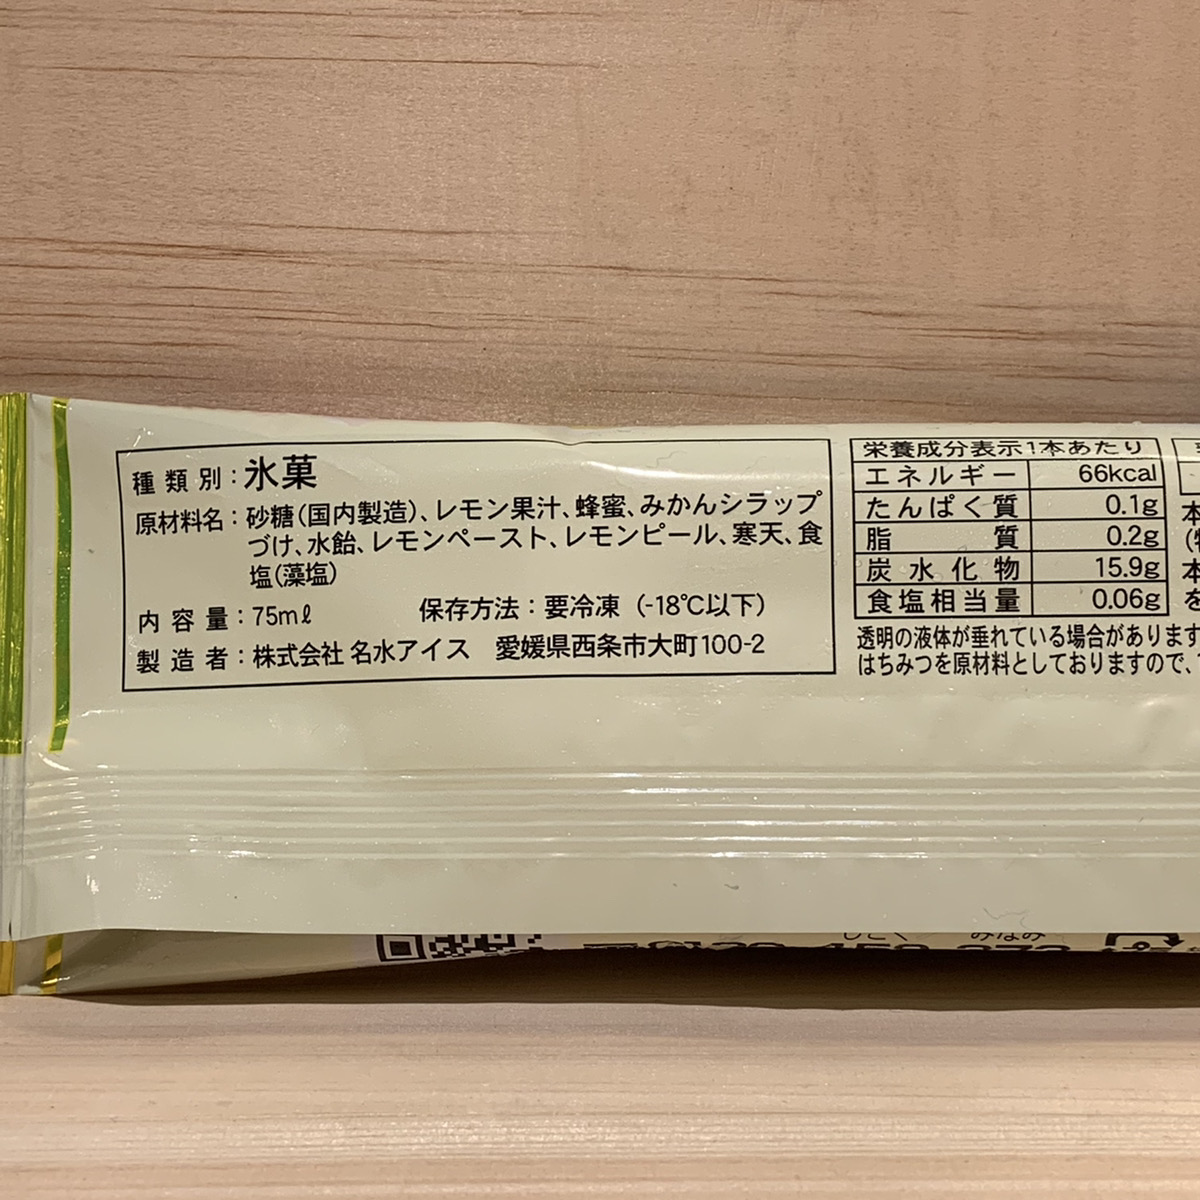 種類別：氷菓
原材料名：砂糖(国内製造)、レモン果汁、蜂蜜、みかんシラップ
づけ、水飴、レモンペースト、レモンピール、寒天、食
塩(藻塩)
内容量：75mℓ 保存方法：要冷凍 (-18℃以下)
製造者：株式会社 名水アイス 愛媛県西条市大町100-2
栄養成分表示1本あたり
エネルギー 66kcal
たんぱく質 0.1g
脂質 0.2g
炭水化物 15.9g
食塩相当量 0.06g
透明の液体が垂れている場合があります
はちみつを原材料としておりますので、
本
本
を